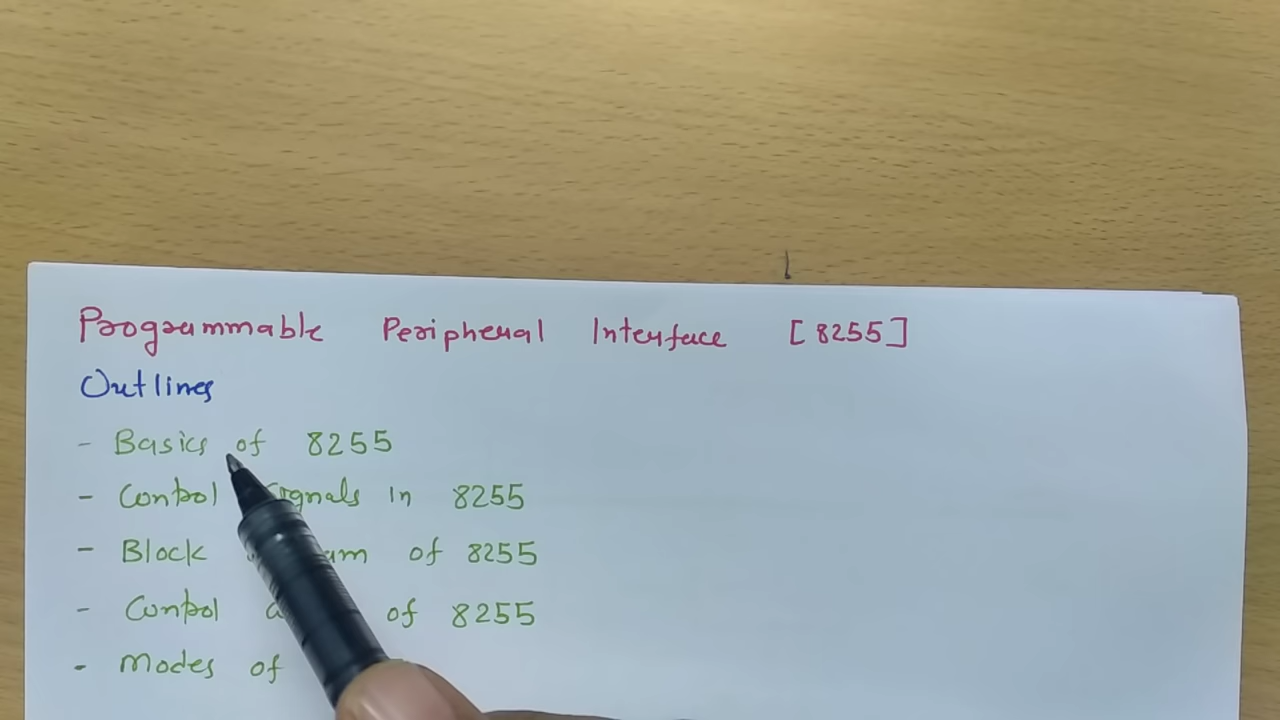 Programmable Peripheral Interface [8255]
Outlines
- Basics of 8255
- Control Signals in 8255
- Block of 8255
- Control of 8255
- Modes of